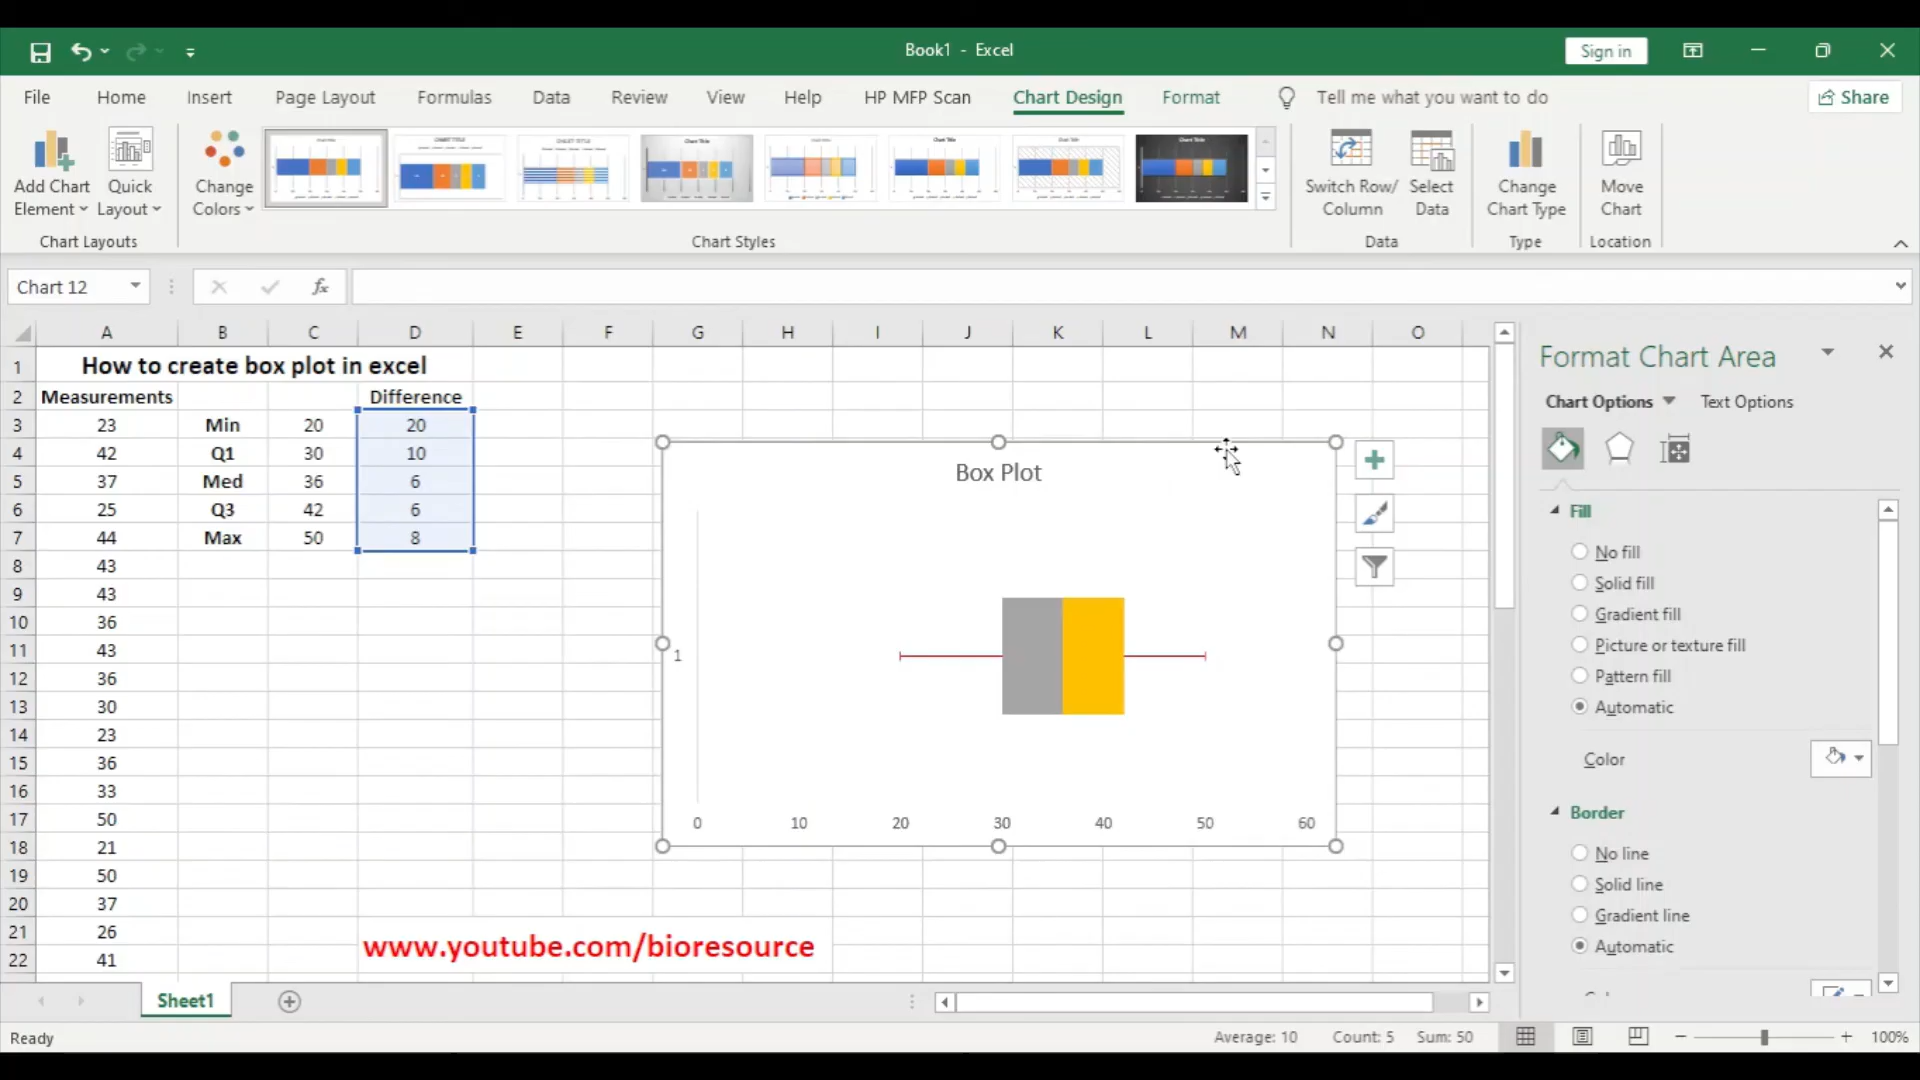 Book1 - Excel
Sign in
File Home Insert Page Layout Formulas Data Review View Help HP MFP Scan Chart Design Format Tell me what you want to do Share
Add Chart Element
Quick Layout
Change Colors
Switch Row/ Column
Select Data
Change Chart Type
Move Chart
Chart Layouts Chart Styles Data Type Location
Chart 12 fx
A B C D E F G H I J K L M N O
1 How to create box plot in excel
2 Measurements Difference
3 23 Min 20 20
4 42 Q1 30 10
5 37 Med 36 6
6 25 Q3 42 6
7 44 Max 50 8
8 43
9 43
10 36
11 43
12 36
13 30
14 23
15 36
16 33
17 50
18 21
19 50
20 37
21 26
22 41
Box Plot
1
0 10 20 30 40 50 60
www.youtube.com/bioresource
Format Chart Area
Chart Options Text Options
Fill
No fill
Solid fill
Gradient fill
Picture or texture fill
Pattern fill
Automatic
Color
Border
No line
Solid line
Gradient line
Automatic
Sheet1
Ready
Average: 10 Count: 5 Sum: 50 100%